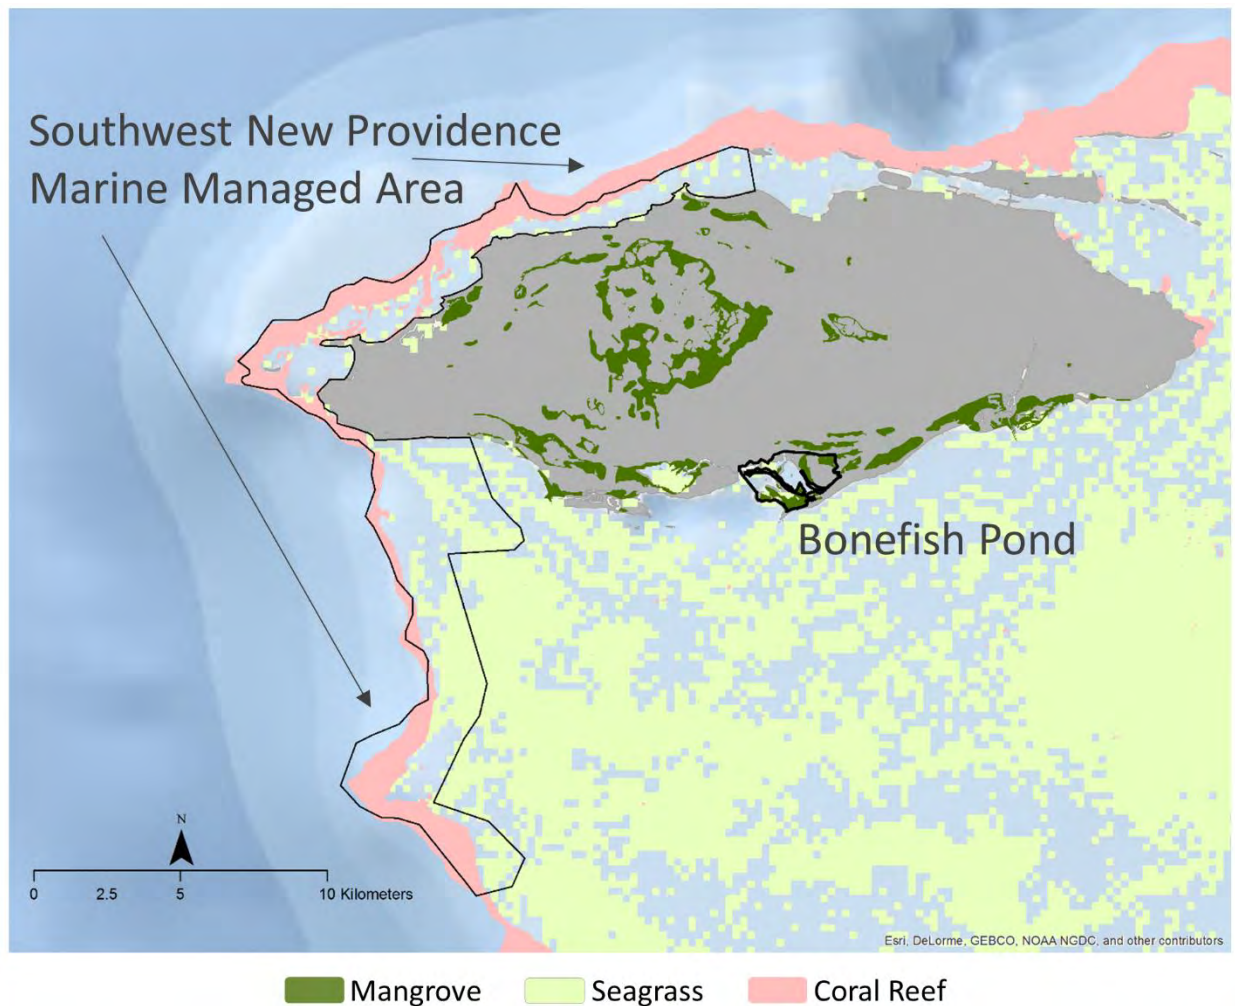 Southwest New Providence
Marine Managed Area
Bonefish Pond
N
0 2.5 5 10 Kilometers
Esri, DeLorme, GEBCO, NOAA NGDC, and other contributors
Mangrove Seagrass Coral Reef